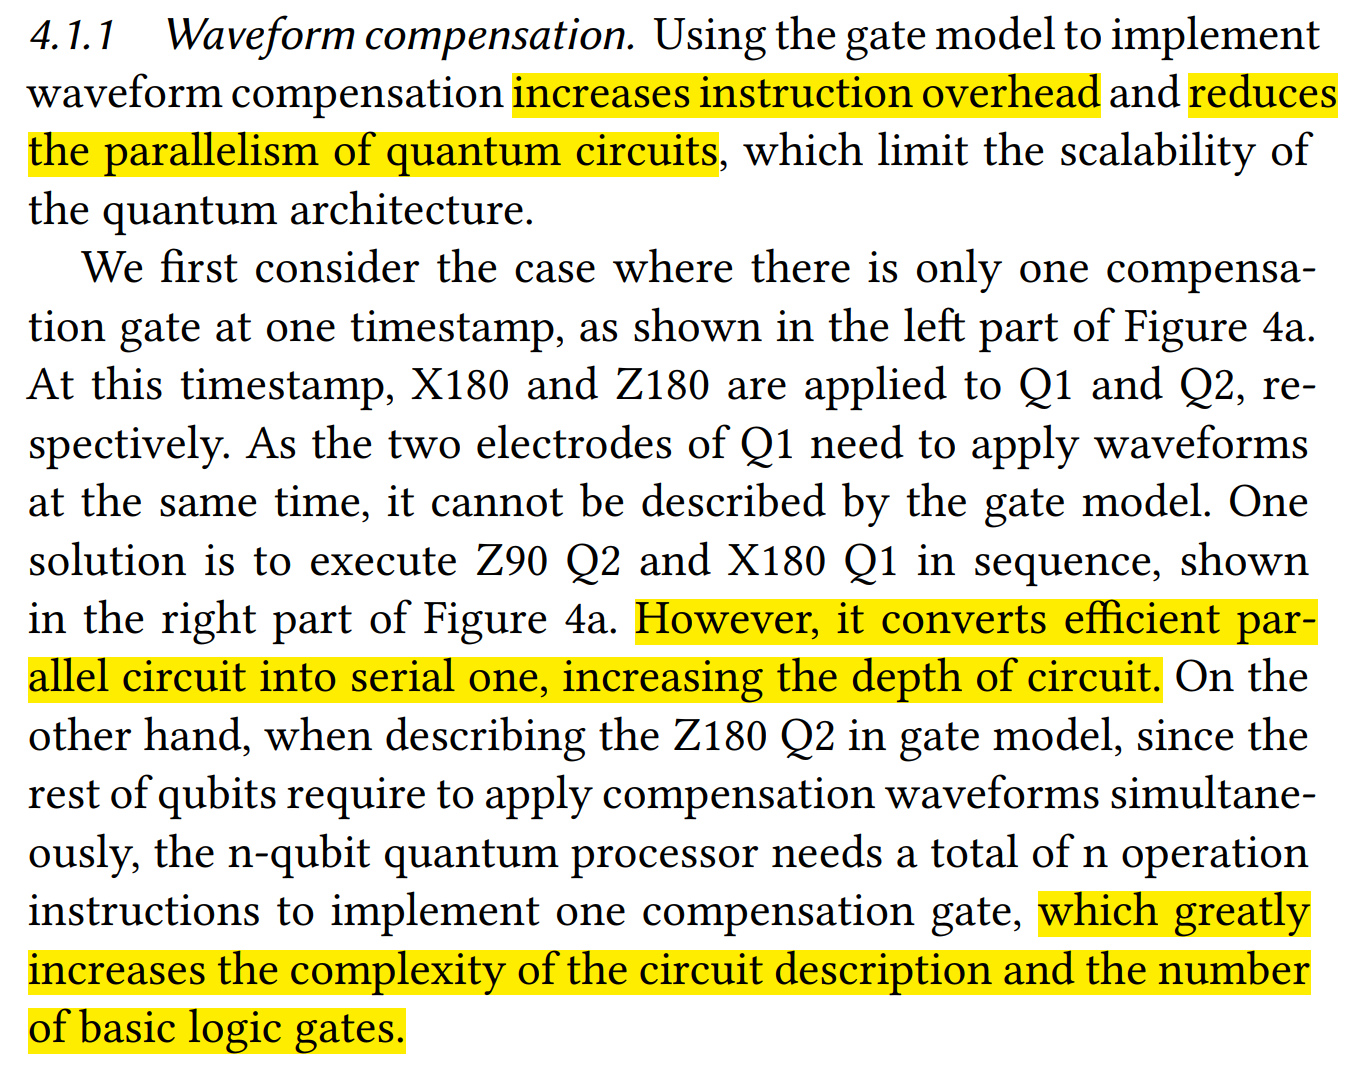 4.1.1 Waveform compensation. Using the gate model to implement
waveform compensation increases instruction overhead and reduces
the parallelism of quantum circuits, which limit the scalability of
the quantum architecture.
We first consider the case where there is only one compensa-
tion gate at one timestamp, as shown in the left part of Figure 4a.
At this timestamp, X180 and Z180 are applied to Q1 and Q2, re-
spectively. As the two electrodes of Q1 need to apply waveforms
at the same time, it cannot be described by the gate model. One
solution is to execute Z90 Q2 and X180 Q1 in sequence, shown
in the right part of Figure 4a. However, it converts efficient par-
allel circuit into serial one, increasing the depth of circuit. On the
other hand, when describing the Z180 Q2 in gate model, since the
rest of qubits require to apply compensation waveforms simultane-
ously, the n-qubit quantum processor needs a total of n operation
instructions to implement one compensation gate, which greatly
increases the complexity of the circuit description and the number
of basic logic gates.